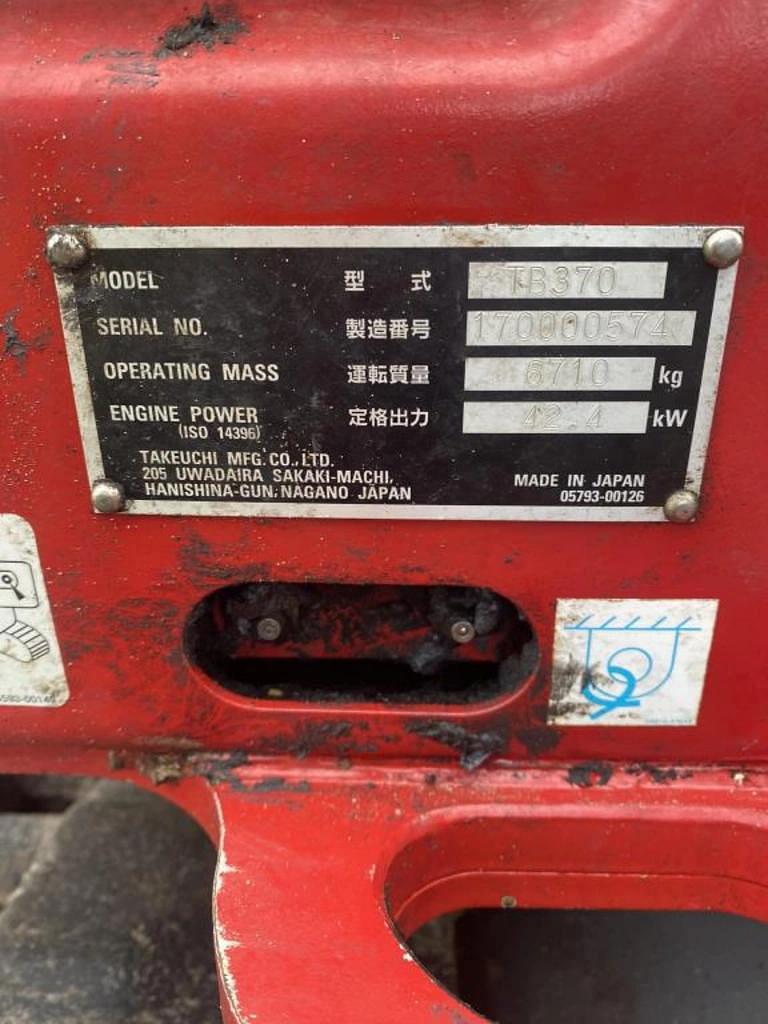 MODEL 型 式 TB370
SERIAL NO. 製造番号 170000574
OPERATING MASS 運転質量 6710 kg
ENGINE POWER 定格出力 42.4 kW
(ISO 14396)
TAKEUCHI MFG. CO., LTD.
205 UWADAIRA SAKAKI-MACHI,
HANISHINA-GUN, NAGANO JAPAN
MADE IN JAPAN
05793-00126